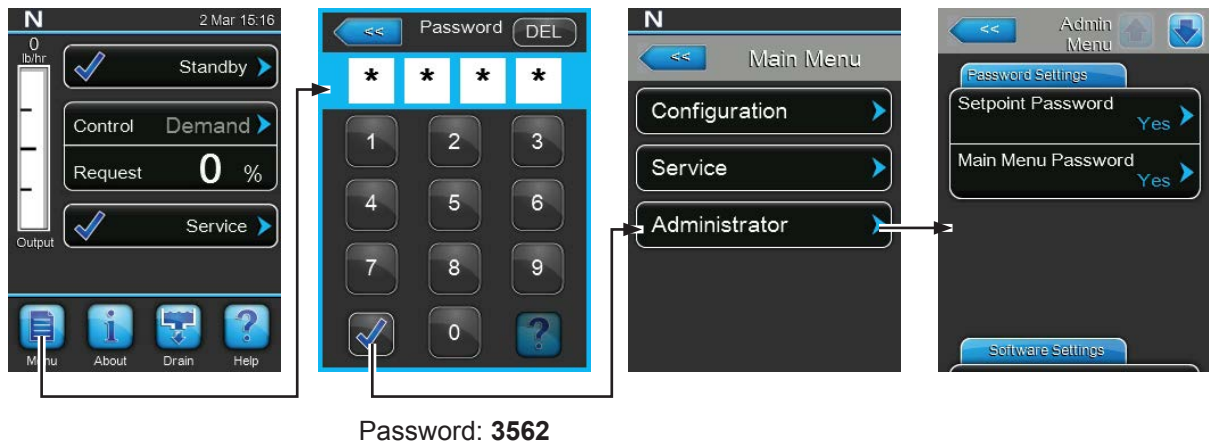 N
2 Mar 15:16
0
lb/hr
Standby
Control Demand
Request 0 %
Service
Output
Menu About Drain Help
<< Password DEL
* * * *
1 2 3
4 5 6
7 8 9
0 ?
Password: 3562
N
<< Main Menu
Configuration
Service
Administrator
<< Admin
Menu
Password Settings
Setpoint Password
Yes
Main Menu Password
Yes
Software Settings